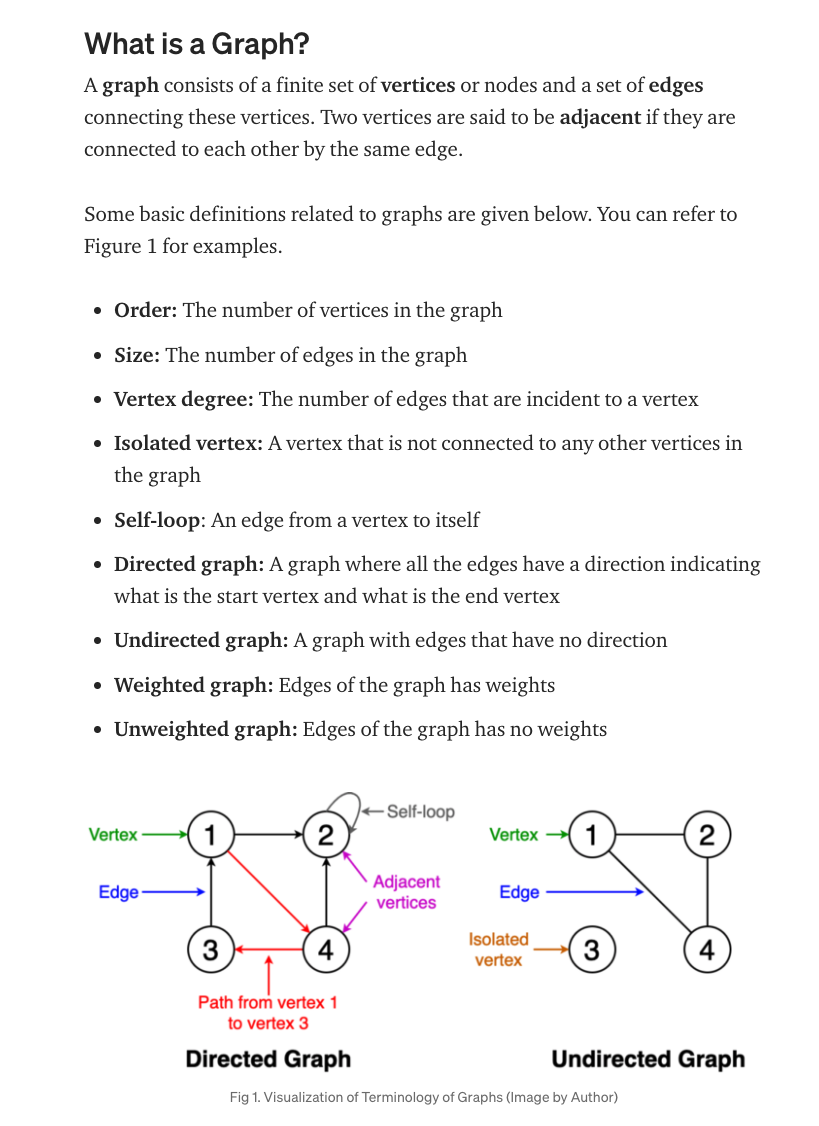 What is a Graph?
A graph consists of a finite set of vertices or nodes and a set of edges
connecting these vertices. Two vertices are said to be adjacent if they are
connected to each other by the same edge.
Some basic definitions related to graphs are given below. You can refer to
Figure 1 for examples.
• Order: The number of vertices in the graph
• Size: The number of edges in the graph
• Vertex degree: The number of edges that are incident to a vertex
• Isolated vertex: A vertex that is not connected to any other vertices in
the graph
• Self-loop: An edge from a vertex to itself
• Directed graph: A graph where all the edges have a direction indicating
what is the start vertex and what is the end vertex
• Undirected graph: A graph with edges that have no direction
• Weighted graph: Edges of the graph has weights
• Unweighted graph: Edges of the graph has no weights
Self-loop
Vertex
1
2
Adjacent
vertices
Edge
3
4
Path from vertex 1
to vertex 3
Directed Graph
Vertex
1
2
Edge
Isolated
vertex
3
4
Undirected Graph
Fig 1. Visualization of Terminology of Graphs (Image by Author)